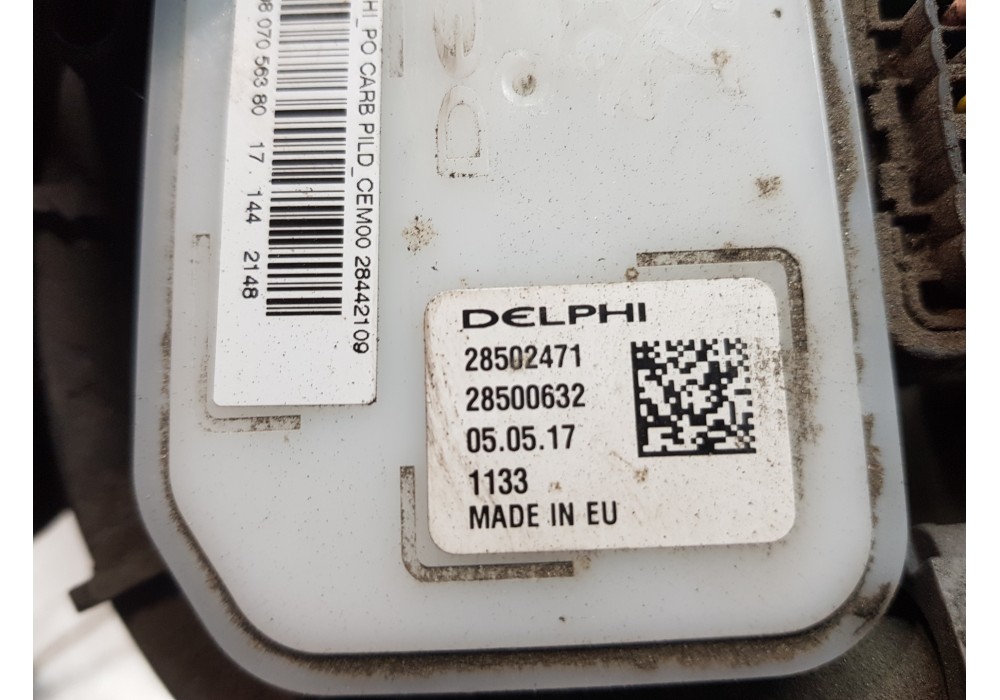 HI_PO CARB PILD_CEM00 28442109
98 070 563 80 17 . 144 2148
DELPHI
28502471
28500632
05.05.17
1133
MADE IN EU